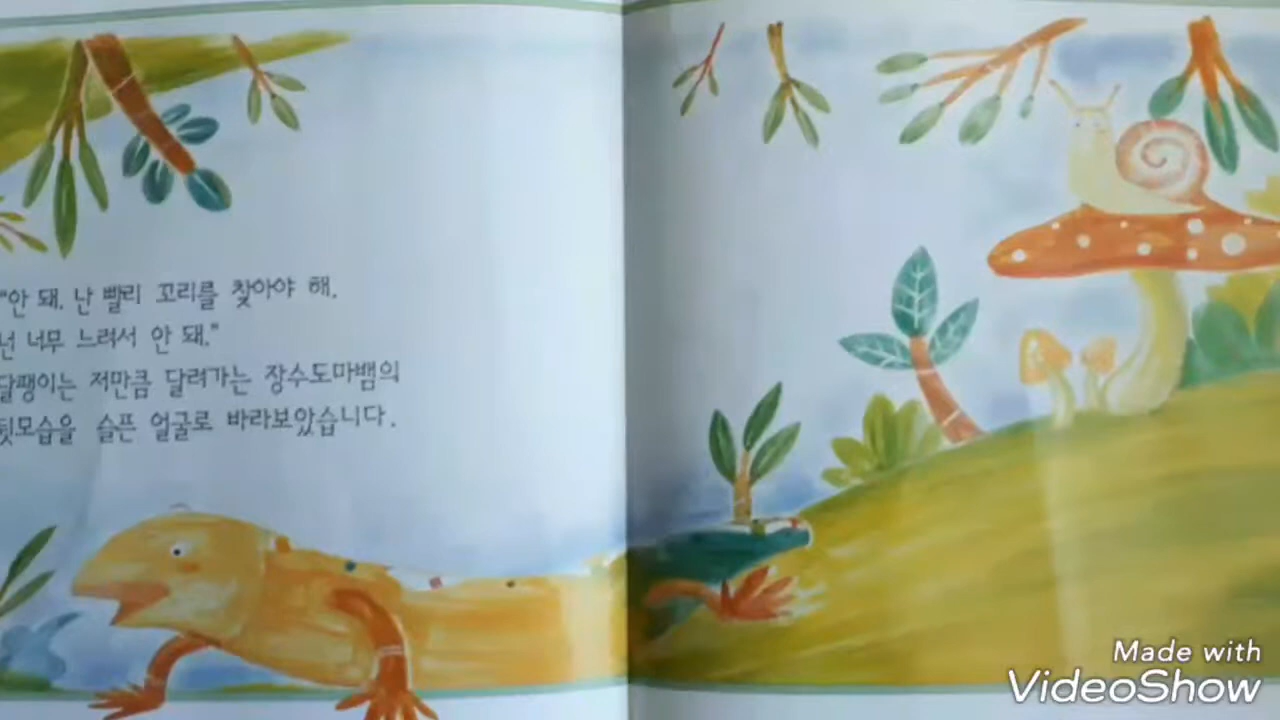 "안 돼. 난 빨리 꼬리를 찾아야 해.
넌 너무 느려서 안 돼."
달팽이는 저만큼 달려가는 장수도마뱀의
뒷모습을 슬픈 얼굴로 바라보았습니다.
Made with
VideoShow